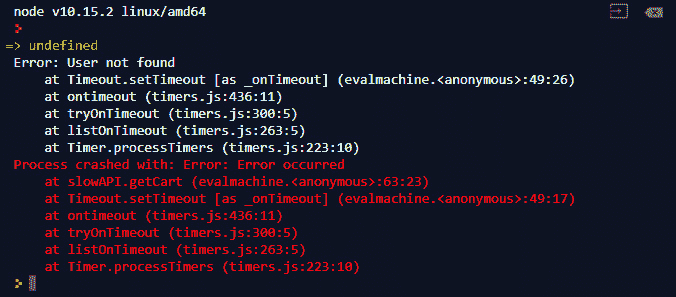 node v10.15.2 linux/amd64
>
=> undefined
Error: User not found
    at Timeout.setTimeout [as _onTimeout] (evalmachine.<anonymous>:49:26)
    at ontimeout (timers.js:436:11)
    at tryOnTimeout (timers.js:300:5)
    at listOnTimeout (timers.js:263:5)
    at Timer.processTimers (timers.js:223:10)
Process crashed with: Error: Error occurred
    at slowAPI.getCart (evalmachine.<anonymous>:63:23)
    at Timeout.setTimeout [as _onTimeout] (evalmachine.<anonymous>:49:17)
    at ontimeout (timers.js:436:11)
    at tryOnTimeout (timers.js:300:5)
    at listOnTimeout (timers.js:263:5)
    at Timer.processTimers (timers.js:223:10)
>